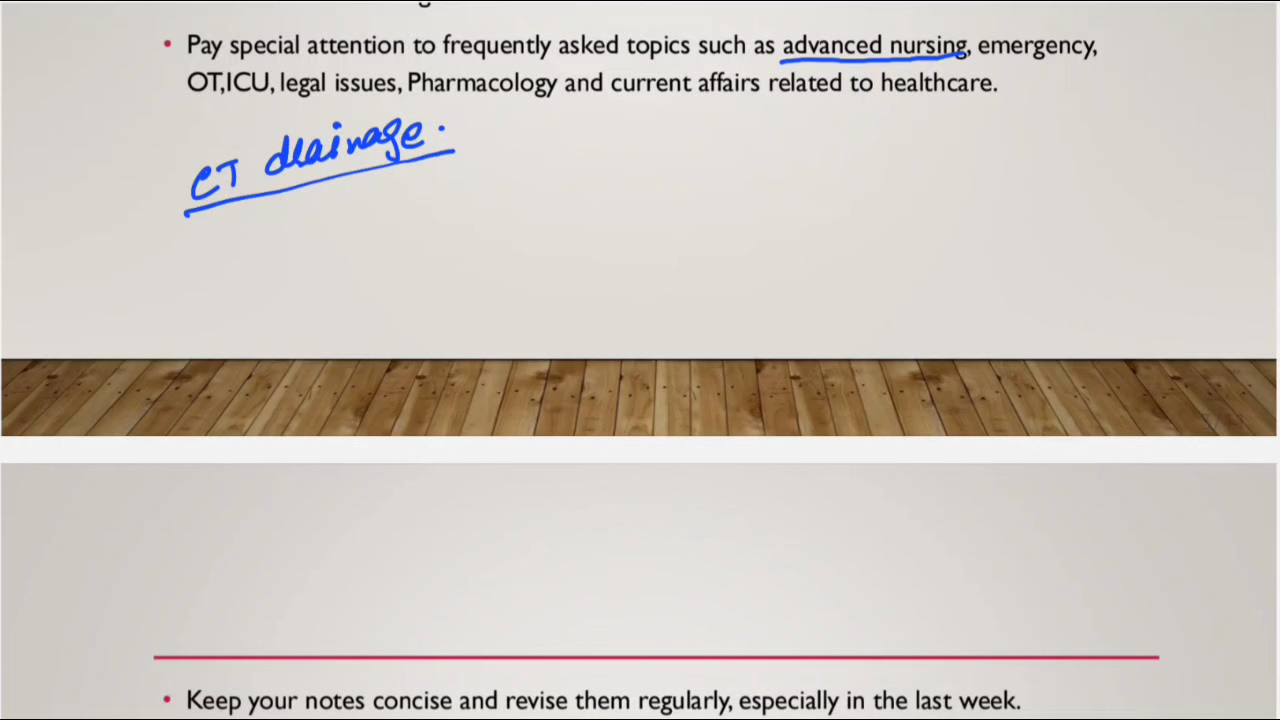 • Pay special attention to frequently asked topics such as advanced nursing, emergency,
OT,ICU, legal issues, Pharmacology and current affairs related to healthcare.
CT drainage.
• Keep your notes concise and revise them regularly, especially in the last week.